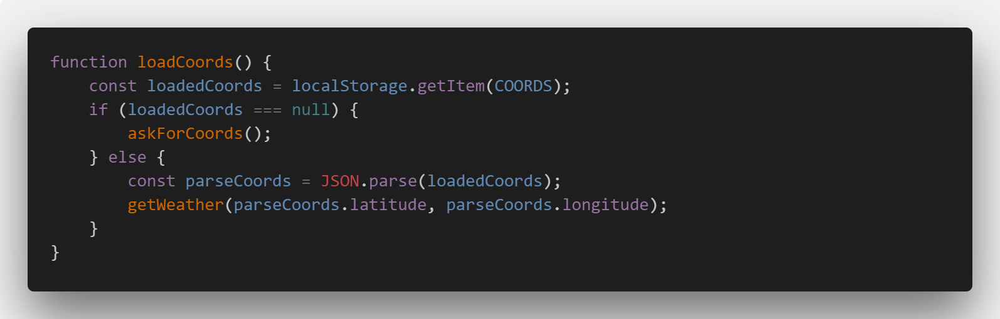 function loadCoords() {
    const loadedCoords = localStorage.getItem(COORDS);
    if (loadedCoords === null) {
        askForCoords();
    } else {
        const parseCoords = JSON.parse(loadedCoords);
        getWeather(parseCoords.latitude, parseCoords.longitude);
    }
}